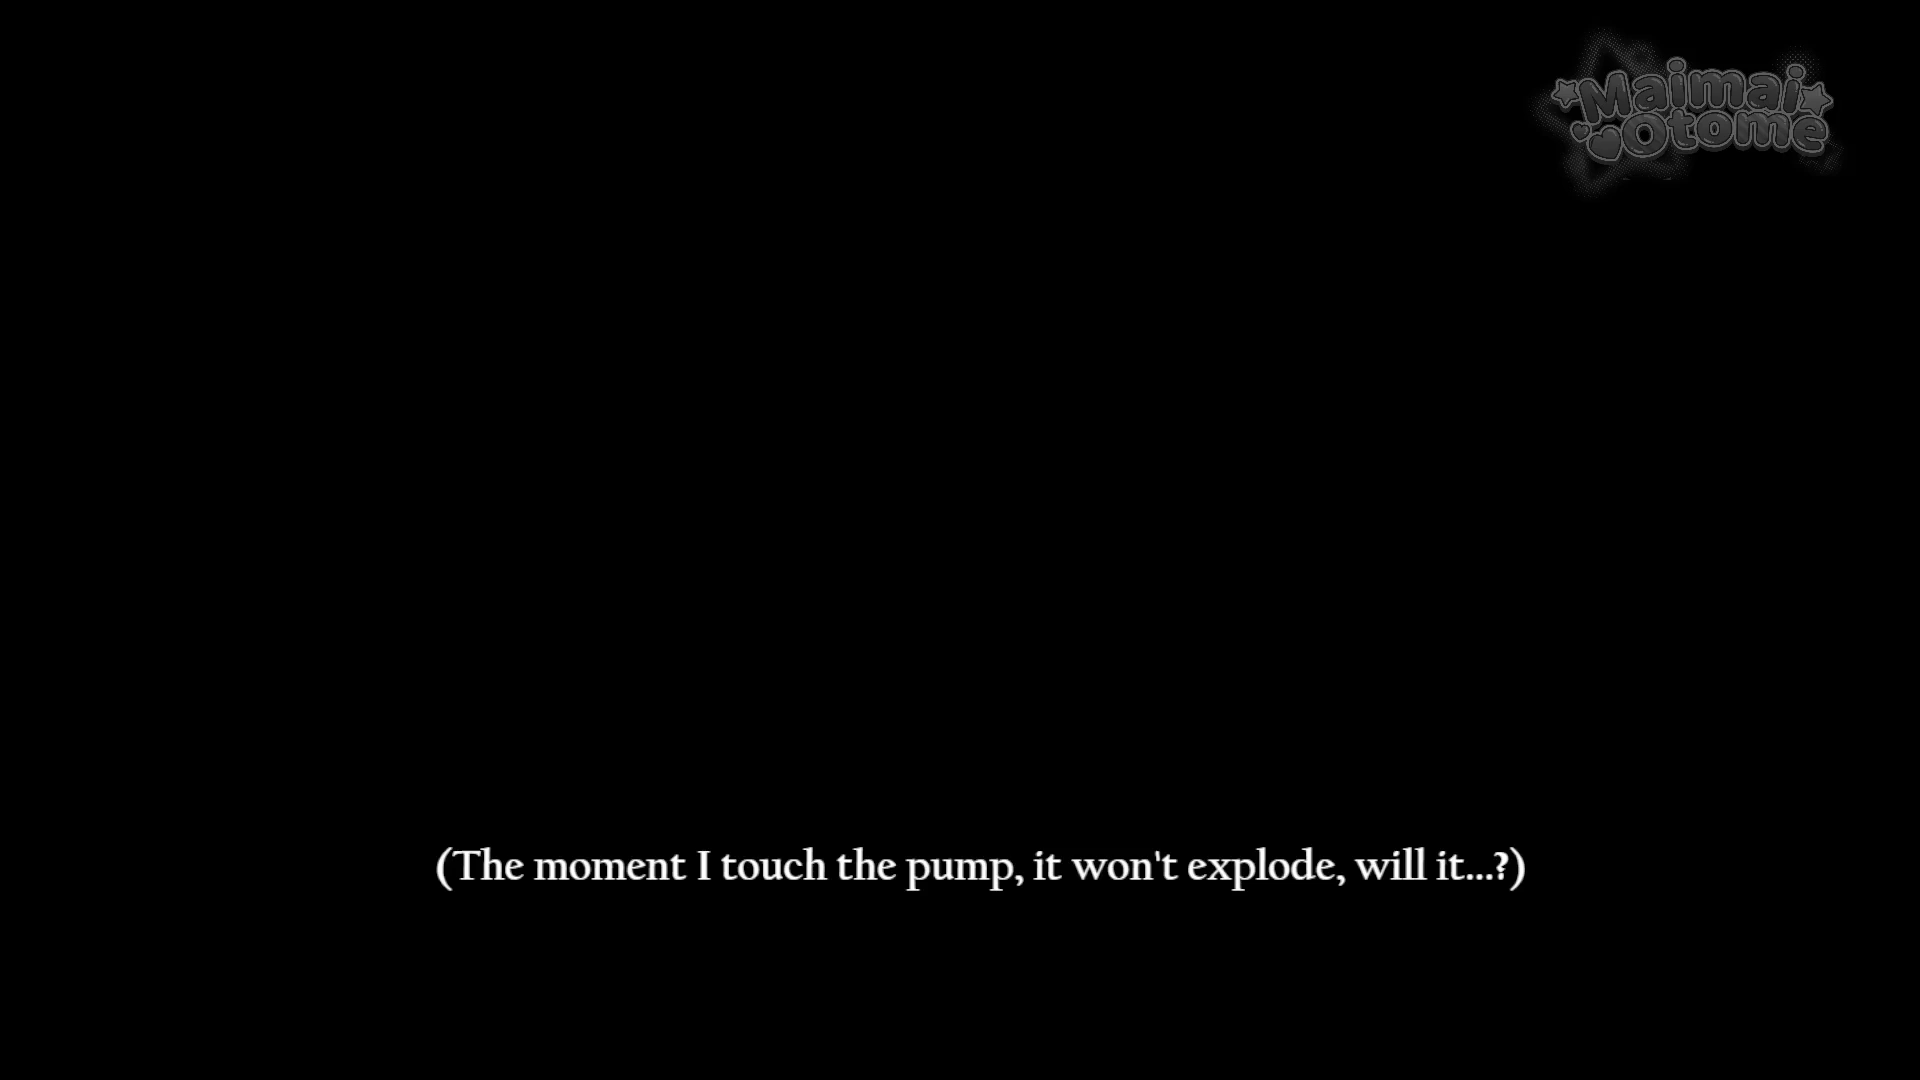 Maimai
Otome
(The moment I touch the pump, it won't explode, will it...?)